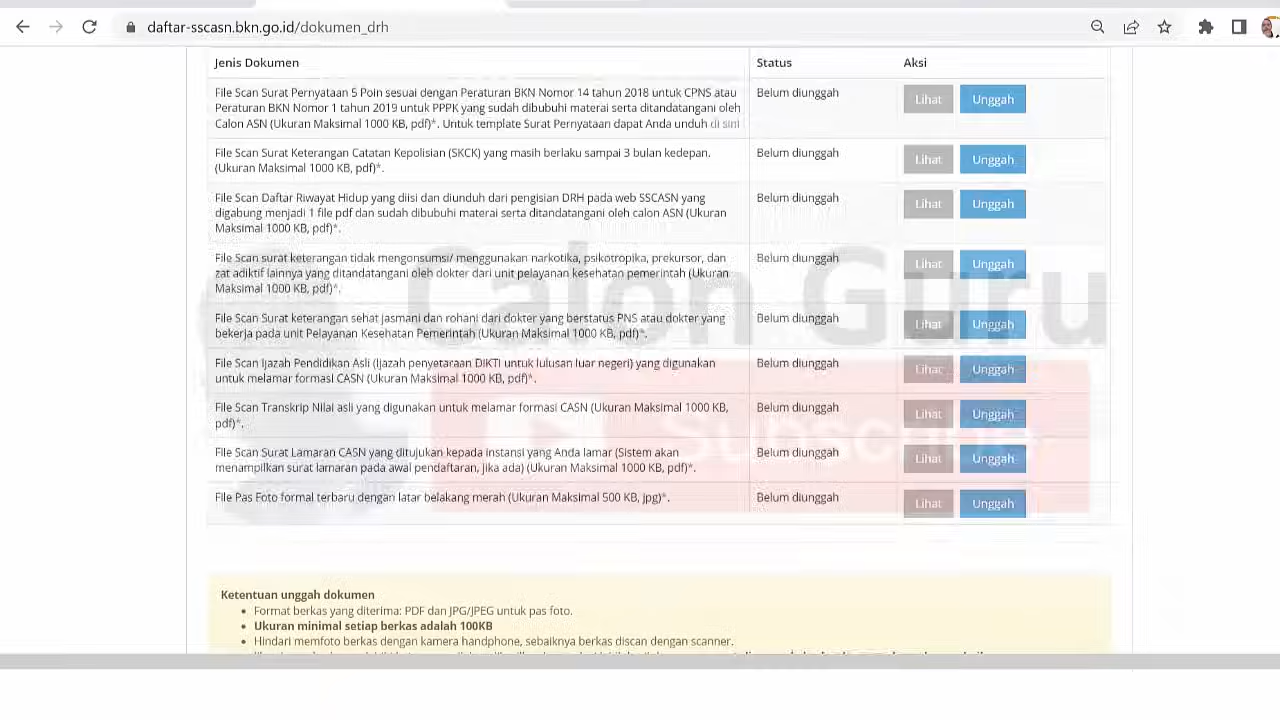 daftar-sscasn.bkn.go.id/dokumen_drh
Jenis Dokumen
Status
Aksi
File Scan Surat Pernyataan 5 Poin sesuai dengan Peraturan BKN Nomor 14 tahun 2018 untuk CPNS atau
Peraturan BKN Nomor 1 tahun 2019 untuk PPPK yang sudah dibubuhi materai serta ditandatangani oleh
Calon ASN (Ukuran Maksimal 1000 KB, pdf)*. Untuk template Surat Pernyataan dapat Anda unduh di sini
Belum diunggah
Lihat
Unggah
File Scan Surat Keterangan Catatan Kepolisian (SKCK) yang masih berlaku sampai 3 bulan kedepan.
(Ukuran Maksimal 1000 KB, pdf)*.
Belum diunggah
Lihat
Unggah
File Scan Daftar Riwayat Hidup yang diisi dan diunduh dari pengisian DRH pada web SSCASN yang
digabung menjadi 1 file pdf dan sudah dibubuhi materai serta ditandatangani oleh calon ASN (Ukuran
Maksimal 1000 KB, pdf)*.
Belum diunggah
Lihat
Unggah
File Scan surat keterangan tidak mengonsumsi/ menggunakan narkotika, psikotropika, prekursor, dan
zat adiktif lainnya yang ditandatangani oleh dokter dari unit pelayanan kesehatan pemerintah (Ukuran
Maksimal 1000 KB, pdf)*.
Belum diunggah
Lihat
Unggah
Calon Guru
File Scan Surat keterangan sehat jasmani dan rohani dari dokter yang berstatus PNS atau dokter yang
bekerja pada unit Pelayanan Kesehatan Pemerintah (Ukuran Maksimal 1000 KB, pdf)*.
Belum diunggah
Lihat
Unggah
File Scan Ijazah Pendidikan Asli (Ijazah penyetaraan DIKTI untuk lulusan luar negeri) yang digunakan
untuk melamar formasi CASN (Ukuran Maksimal 1000 KB, pdf)*.
Belum diunggah
Lihat
Unggah
File Scan Transkrip Nilai asli yang digunakan untuk melamar formasi CASN (Ukuran Maksimal 1000 KB,
pdf)*.
Belum diunggah
Lihat
Unggah
Subscribe
File Scan Surat Lamaran CASN yang ditujukan kepada instansi yang Anda lamar (Sistem akan
menampilkan surat lamaran pada awal pendaftaran, jika ada) (Ukuran Maksimal 1000 KB, pdf)*.
Belum diunggah
Lihat
Unggah
File Pas Foto formal terbaru dengan latar belakang merah (Ukuran Maksimal 500 KB, jpg)*.
Belum diunggah
Lihat
Unggah
Ketentuan unggah dokumen
Format berkas yang diterima: PDF dan JPG/JPEG untuk pas foto.
Ukuran minimal setiap berkas adalah 100KB
Hindari memfoto berkas dengan kamera handphone, sebaiknya berkas discan dengan scanner.